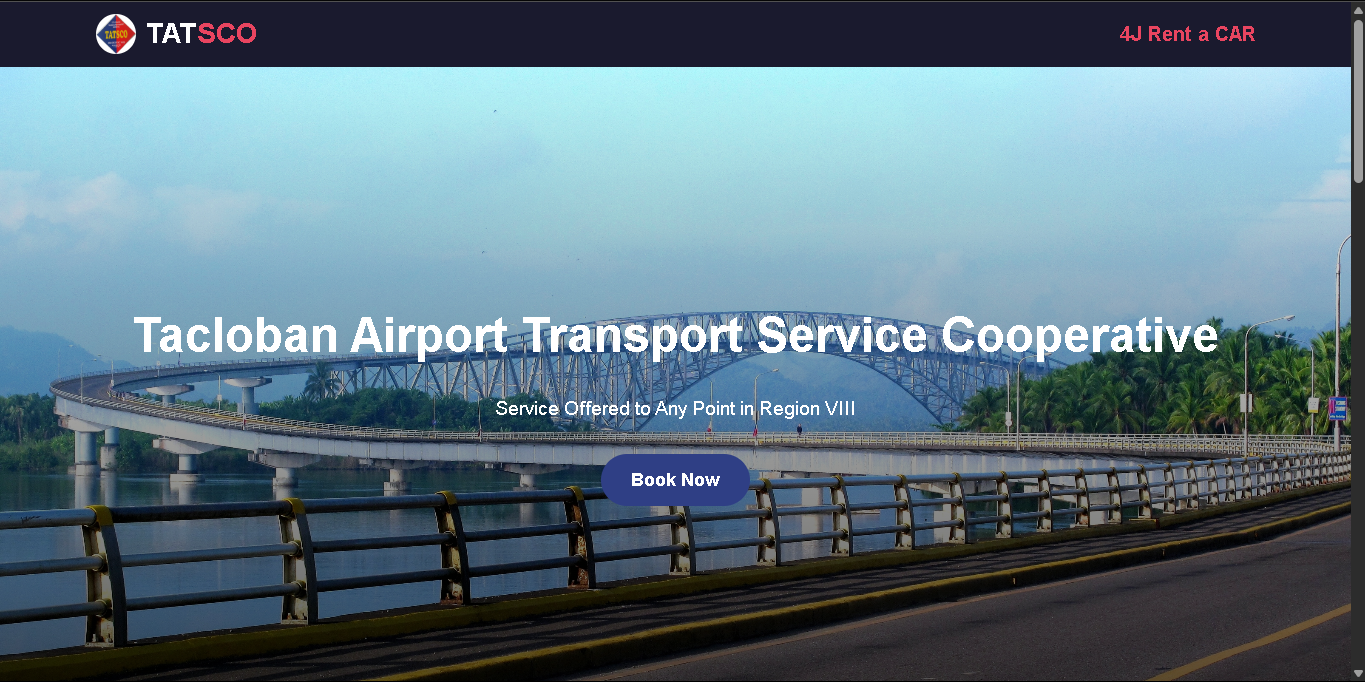 TATSCO
TATSCO
4J Rent a CAR
Tacloban Airport Transport Service Cooperative
Service Offered to Any Point in Region VIII
Book Now